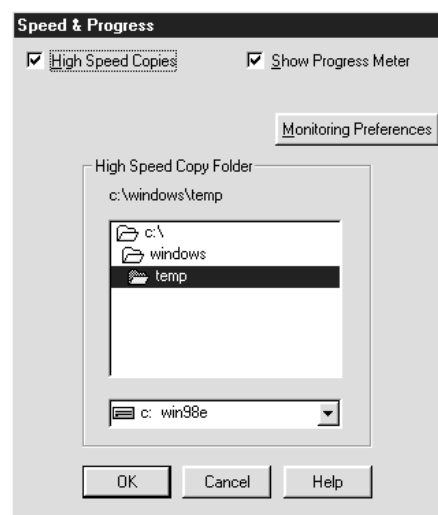 Speed & Progress
High Speed Copies
Show Progress Meter
Monitoring Preferences
High Speed Copy Folder
c:\windows\temp
c:\
windows
temp
c: win98e
OK
Cancel
Help